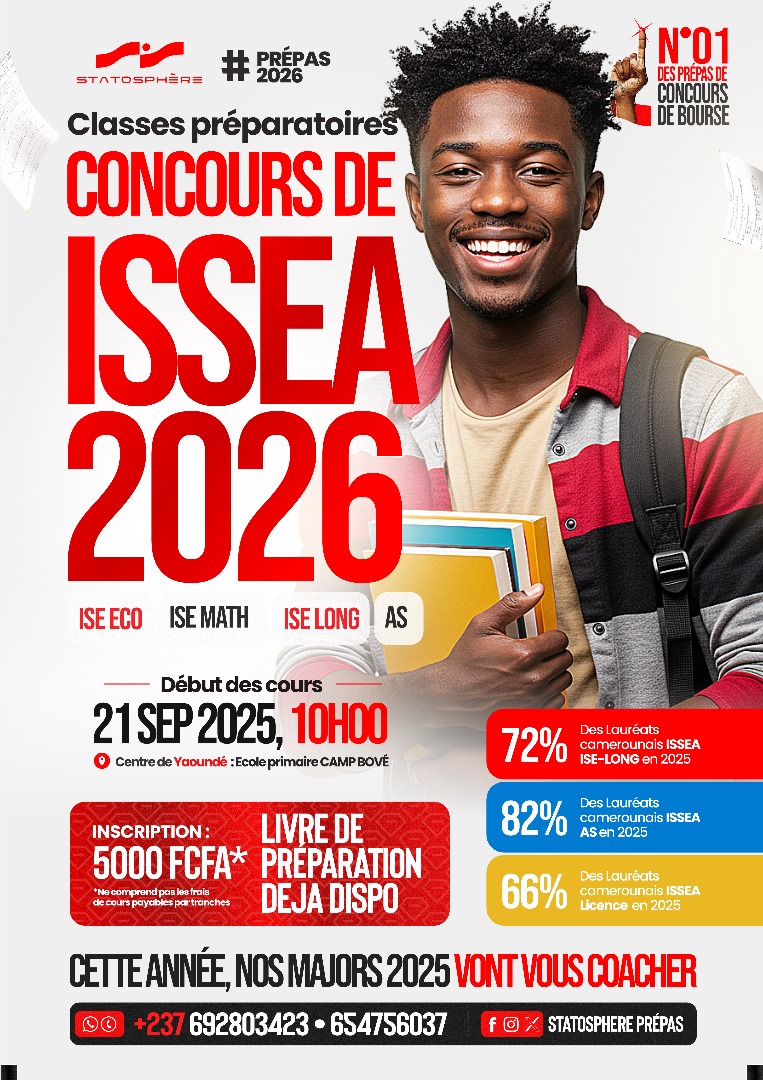 STATOSPHÈRE
# PRÉPAS
2026
N°01
DES PRÉPAS DE
CONCOURS
DE BOURSE
Classes préparatoires
CONCOURS DE
ISSEA
2026
ISE ECO
ISE MATH
ISE LONG
AS
Début des cours
21 SEP 2025, 10H00
Centre de Yaoundé : Ecole primaire CAMP BOVÉ
72%
Des Lauréats
camerounais ISSEA
ISE-LONG en 2025
82%
Des Lauréats
camerounais ISSEA
AS en 2025
66%
Des Lauréats
camerounais ISSEA
Licence en 2025
INSCRIPTION :
5000 FCFA*
*Ne comprend pas les frais
de cours payables par tranches
LIVRE DE
PRÉPARATION
DEJA DISPO
CETTE ANNÉE, NOS MAJORS 2025 VONT VOUS COACHER
+237 692803423 • 654756037
STATOSPHERE PRÉPAS